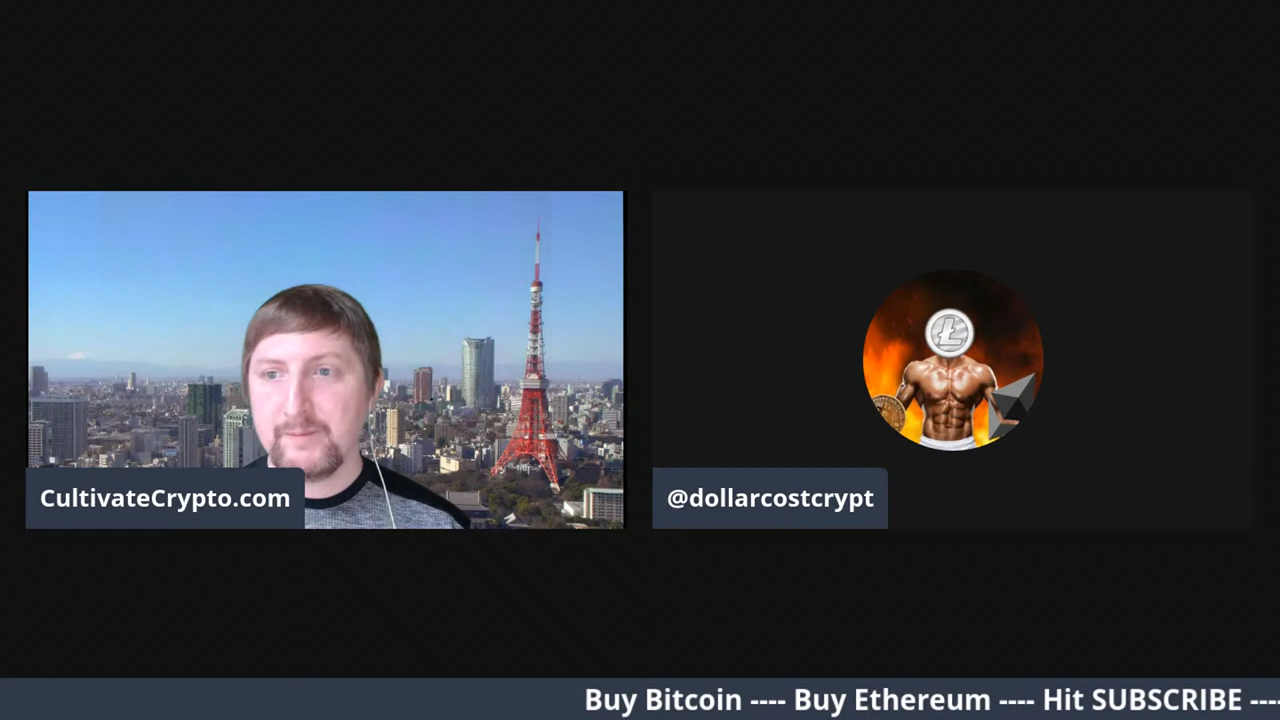 CultivateCrypto.com
@dollarcostcrypt
Buy Bitcoin ---- Buy Ethereum ---- Hit SUBSCRIBE ----